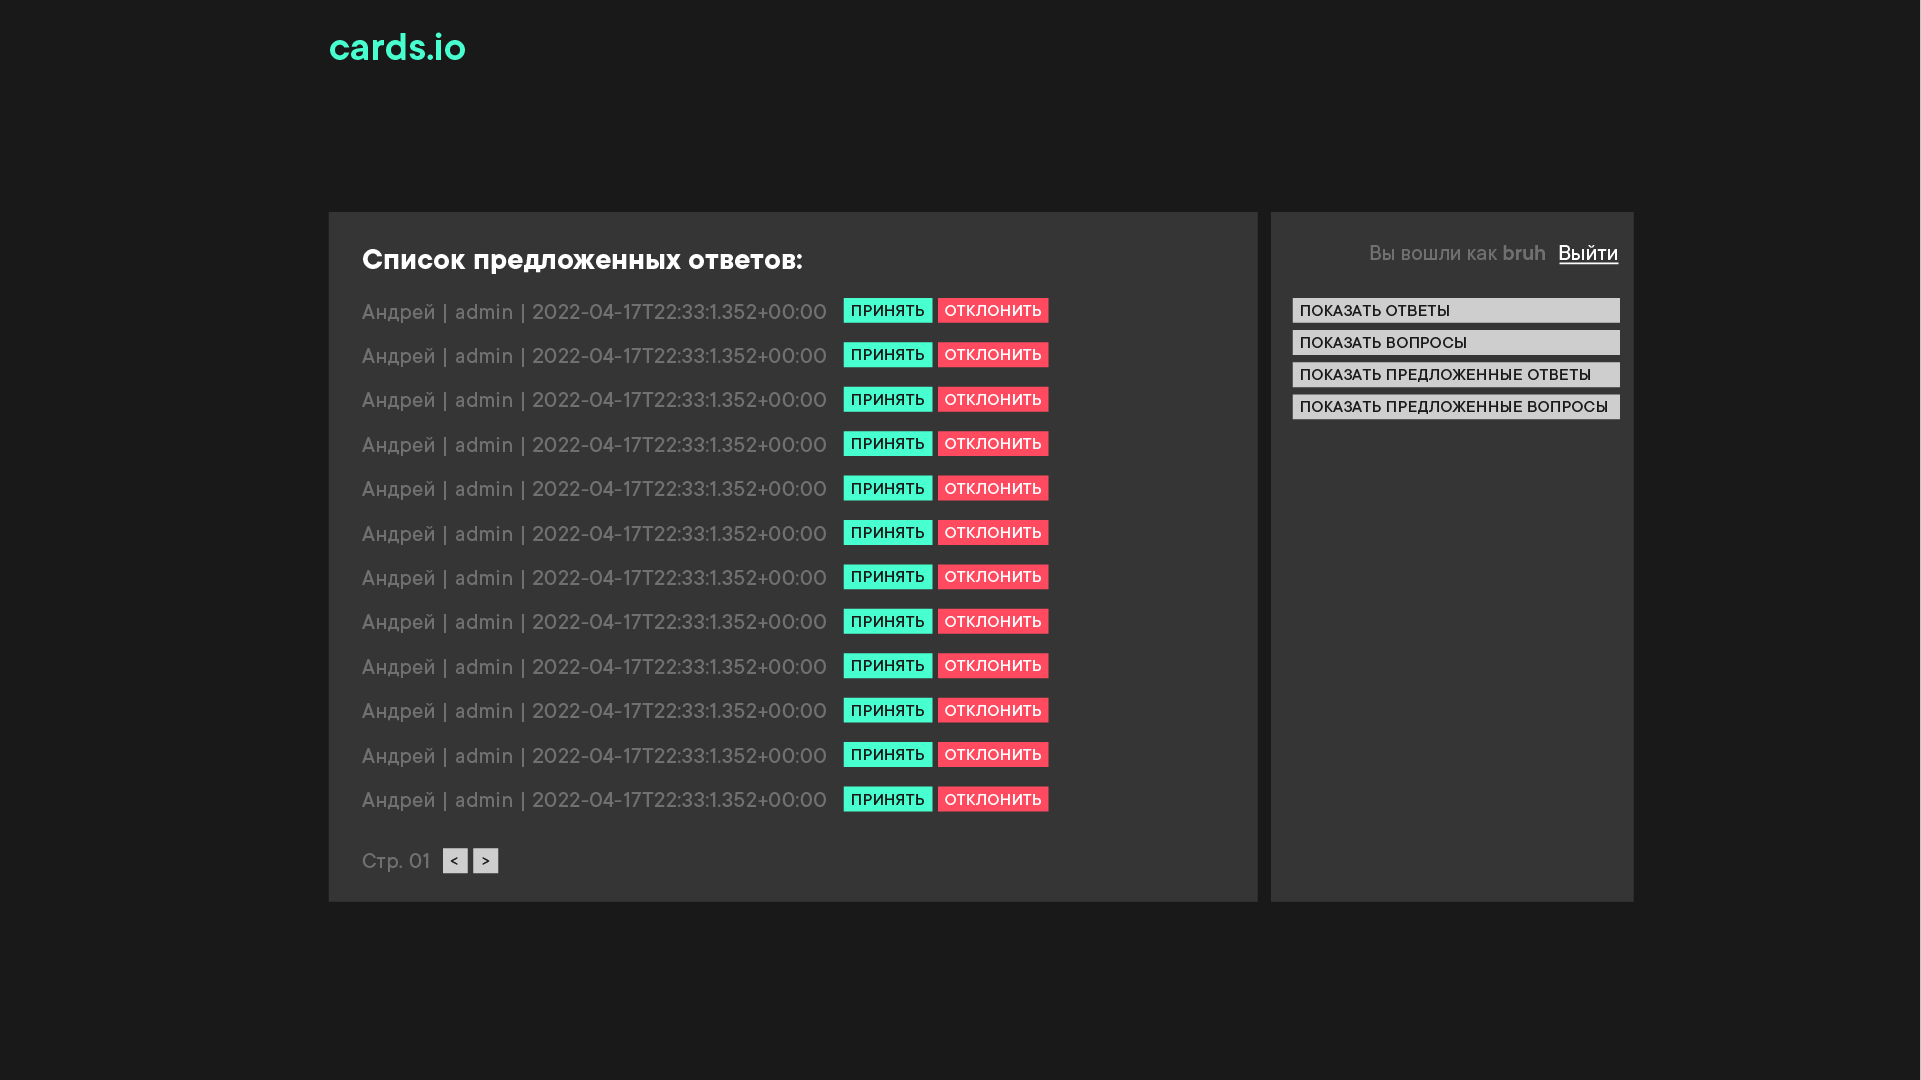 cards.io
Список предложенных ответов:
Андрей | admin | 2022-04-17T22:33:1.352+00:00 ПРИНЯТЬ ОТКЛОНИТЬ
Андрей | admin | 2022-04-17T22:33:1.352+00:00 ПРИНЯТЬ ОТКЛОНИТЬ
Андрей | admin | 2022-04-17T22:33:1.352+00:00 ПРИНЯТЬ ОТКЛОНИТЬ
Андрей | admin | 2022-04-17T22:33:1.352+00:00 ПРИНЯТЬ ОТКЛОНИТЬ
Андрей | admin | 2022-04-17T22:33:1.352+00:00 ПРИНЯТЬ ОТКЛОНИТЬ
Андрей | admin | 2022-04-17T22:33:1.352+00:00 ПРИНЯТЬ ОТКЛОНИТЬ
Андрей | admin | 2022-04-17T22:33:1.352+00:00 ПРИНЯТЬ ОТКЛОНИТЬ
Андрей | admin | 2022-04-17T22:33:1.352+00:00 ПРИНЯТЬ ОТКЛОНИТЬ
Андрей | admin | 2022-04-17T22:33:1.352+00:00 ПРИНЯТЬ ОТКЛОНИТЬ
Андрей | admin | 2022-04-17T22:33:1.352+00:00 ПРИНЯТЬ ОТКЛОНИТЬ
Андрей | admin | 2022-04-17T22:33:1.352+00:00 ПРИНЯТЬ ОТКЛОНИТЬ
Андрей | admin | 2022-04-17T22:33:1.352+00:00 ПРИНЯТЬ ОТКЛОНИТЬ
Стр. 01 < >
Вы вошли как bruh Выйти
ПОКАЗАТЬ ОТВЕТЫ
ПОКАЗАТЬ ВОПРОСЫ
ПОКАЗАТЬ ПРЕДЛОЖЕННЫЕ ОТВЕТЫ
ПОКАЗАТЬ ПРЕДЛОЖЕННЫЕ ВОПРОСЫ